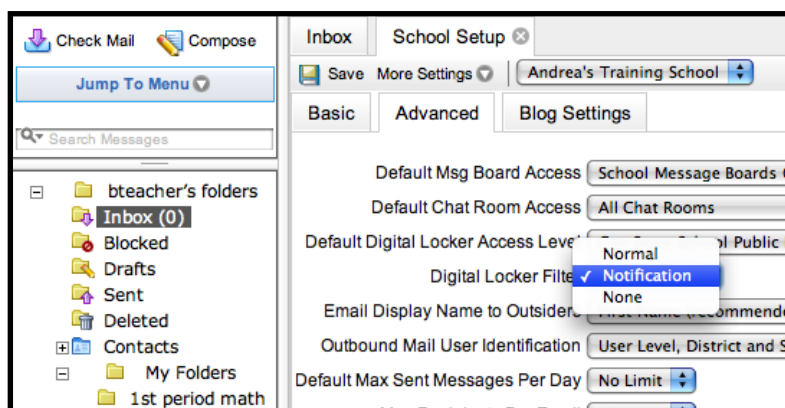 Check Mail
Compose
Jump To Menu
Search Messages
bteacher's folders
Inbox (0)
Blocked
Drafts
Sent
Deleted
Contacts
My Folders
1st period math
Inbox
School Setup
Save
More Settings
Andrea's Training School
Basic
Advanced
Blog Settings
Default Msg Board Access
School Message Boards
Default Chat Room Access
All Chat Rooms
Default Digital Locker Access Level
Public
Digital Locker Filter
Normal
✓ Notification
None
Email Display Name to Outsiders
Outbound Mail User Identification
User Level, District and S
Default Max Sent Messages Per Day
No Limit